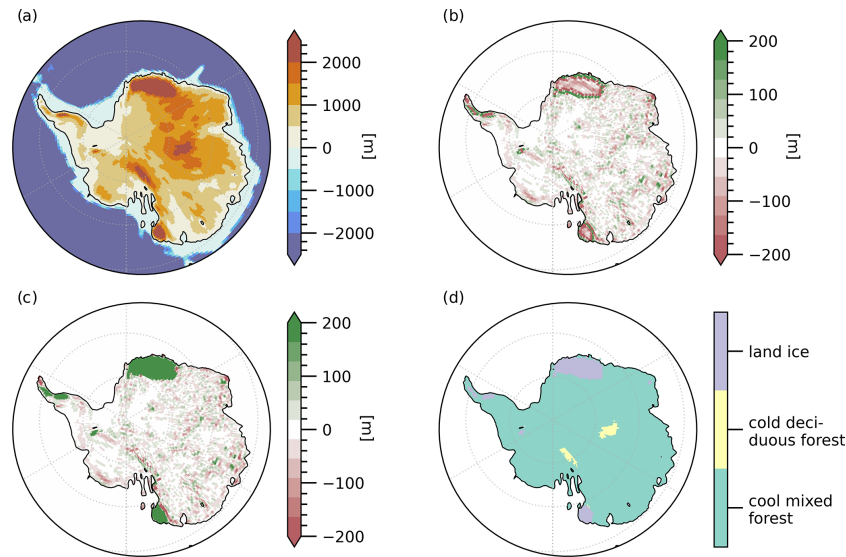 (a)
2000
1000
0
−1000
−2000
[m]
(b)
200
100
0
−100
−200
[m]
(c)
200
100
0
−100
−200
[m]
(d)
land ice
cold deci-
duous forest
cool mixed
forest